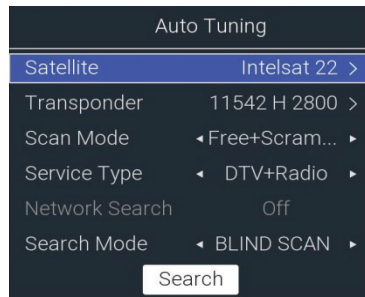 Auto Tuning
Satellite Intelsat 22 >
Transponder 11542 H 2800 >
Scan Mode ◂ Free+Scram... ▸
Service Type ◂ DTV+Radio ▸
Network Search Off
Search Mode ◂ BLIND SCAN ▸
Search